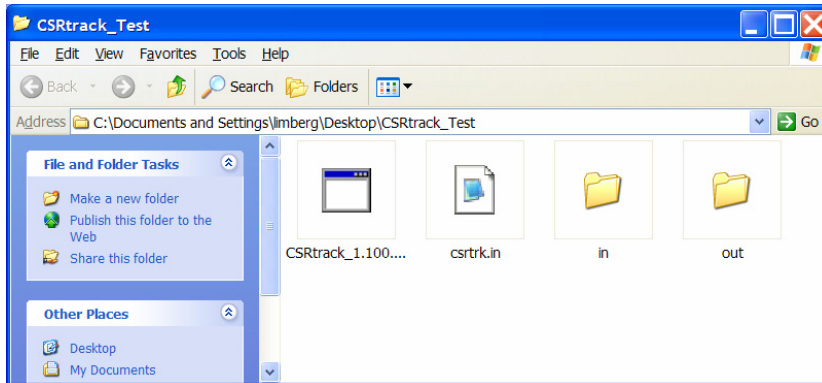 CSRtrack_Test
File Edit View Favorites Tools Help
Back Search Folders
Address C:\Documents and Settings\limberg\Desktop\CSRtrack_Test Go
File and Folder Tasks
Make a new folder
Publish this folder to the
Web
Share this folder
CSRtrack_1.100.... csrtrk.in in out
Other Places
Desktop
My Documents